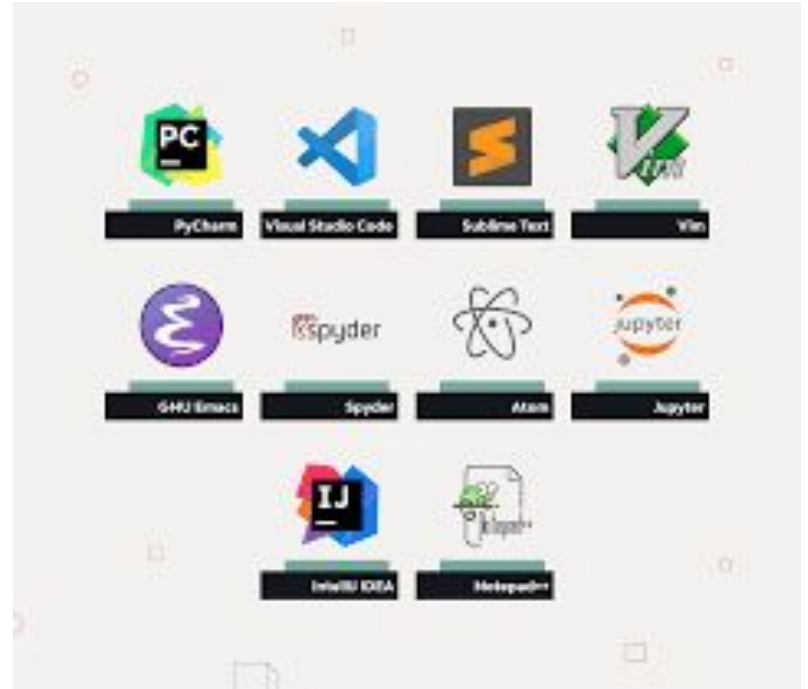 PC
PyCharm
Visual Studio Code
Sublime Text
Vim
Vim
GNU Emacs
spyder
Spyder
Atom
jupyter
Jupyter
IJ
IntelliJ IDEA
Notepad++